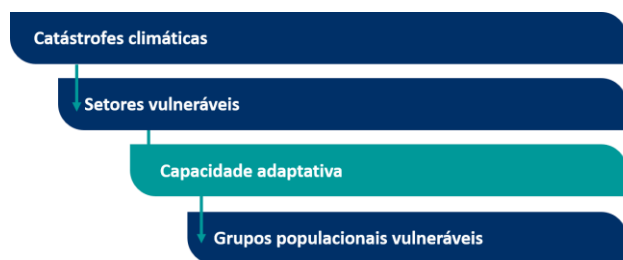 Catástrofes climáticas
Setores vulneráveis
Capacidade adaptativa
Grupos populacionais vulneráveis